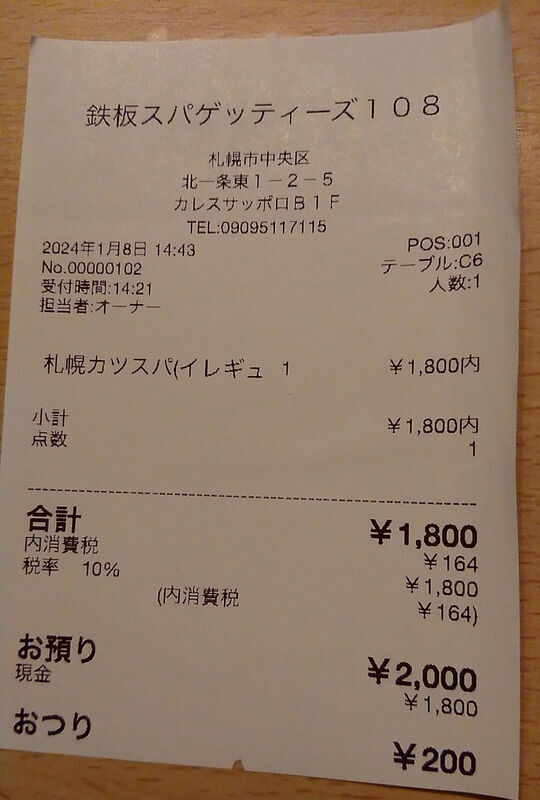 鉄板スパゲッティーズ１０８
札幌市中央区
北一条東１－２－５
カレスサッポロＢ１Ｆ
TEL:09095117115
2024年1月8日 14:43 POS:001
No.00000102 テーブル:C6
受付時間:14:21 人数:1
担当者:オーナー
札幌カツスパ(イレギュ 1 ￥1,800内
小計 ￥1,800内
点数 1
合計 ￥1,800
内消費税 ￥164
税率 10% ￥1,800
(内消費税 ￥164)
お預り ￥2,000
現金 ￥1,800
おつり ￥200